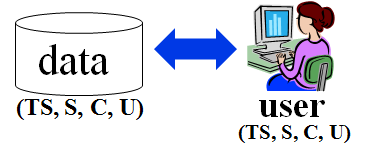 data
(TS, S, C, U)
user
(TS, S, C, U)